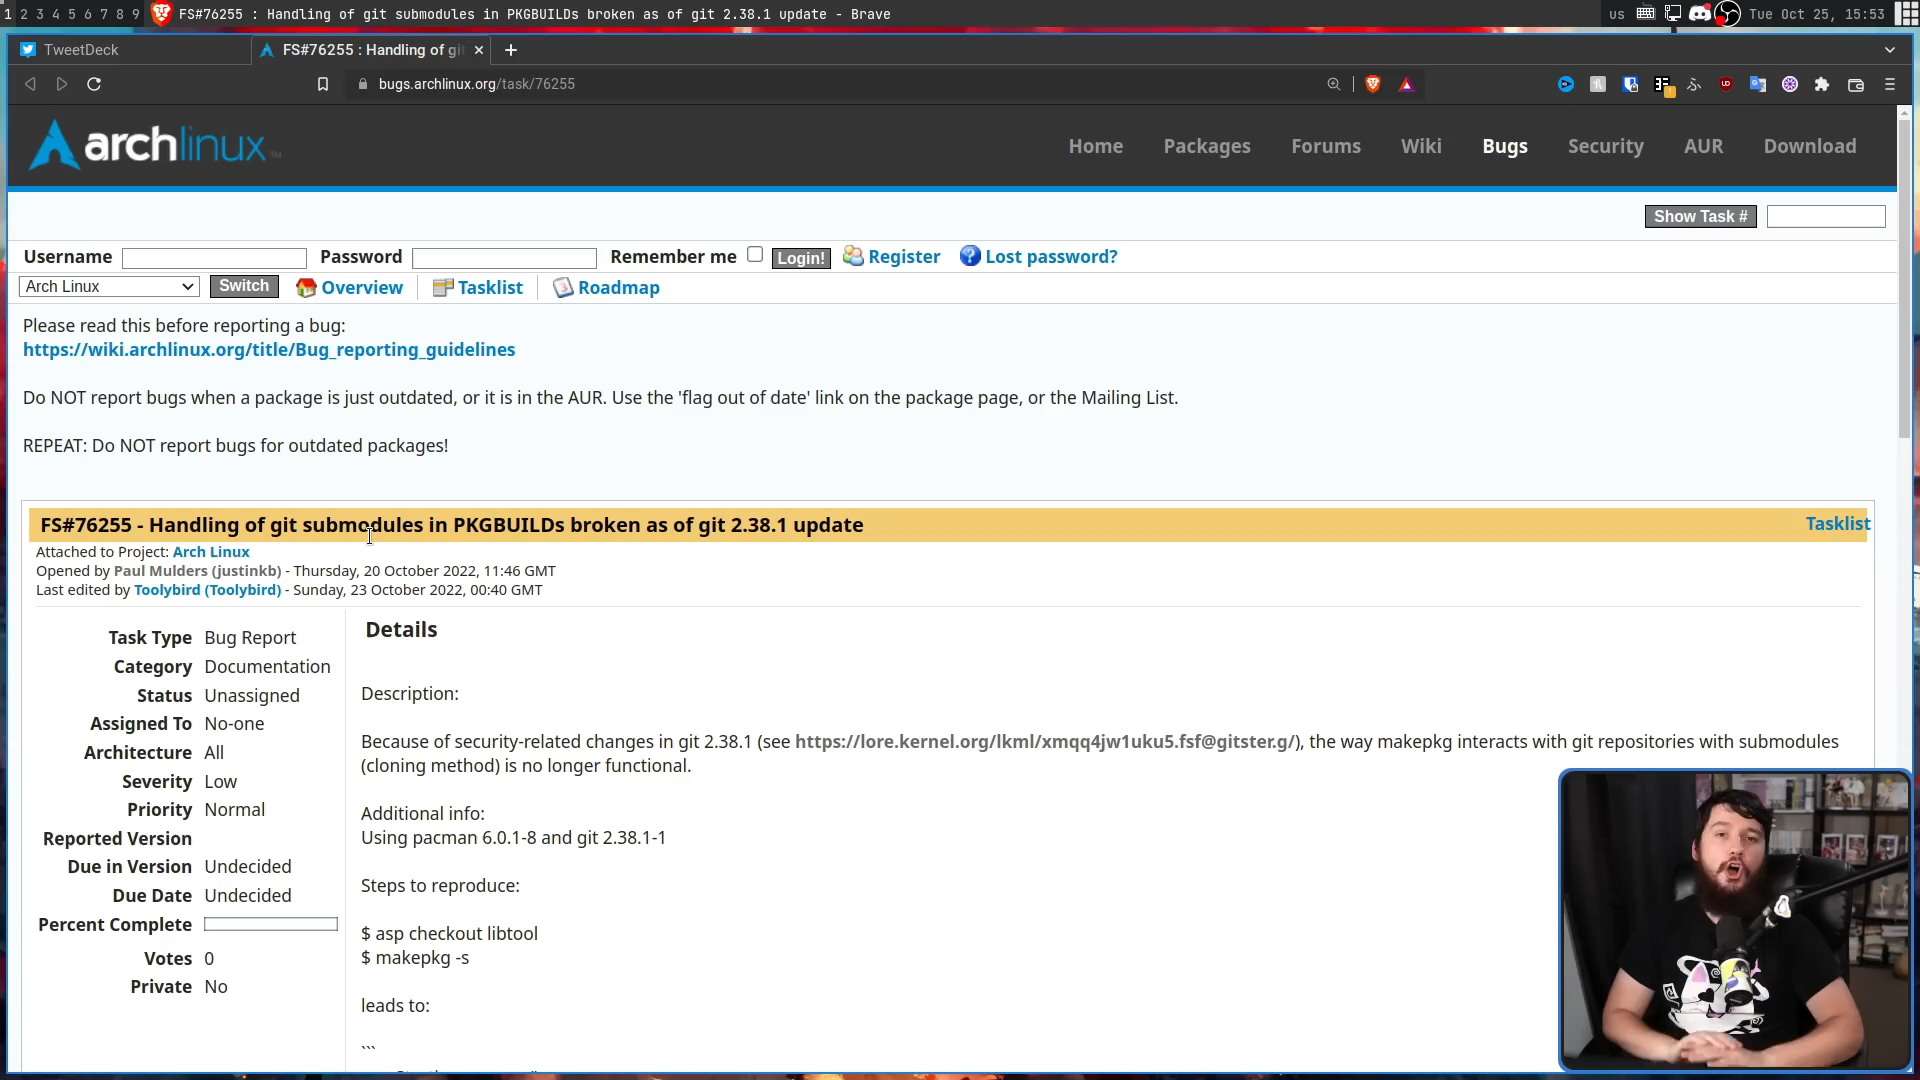 1 2 3 4 5 6 7 8 9 FS#76255 : Handling of git submodules in PKGBUILDs broken as of git 2.38.1 update - Brave us Tue Oct 25, 15:53
TweetDeck FS#76255 : Handling of gi
bugs.archlinux.org/task/76255
archlinux™ Home Packages Forums Wiki Bugs Security AUR Download
Show Task #
Username Password Remember me Login! Register Lost password?
Arch Linux Switch Overview Tasklist Roadmap
Please read this before reporting a bug:
https://wiki.archlinux.org/title/Bug_reporting_guidelines
Do NOT report bugs when a package is just outdated, or it is in the AUR. Use the 'flag out of date' link on the package page, or the Mailing List.
REPEAT: Do NOT report bugs for outdated packages!
FS#76255 - Handling of git submodules in PKGBUILDs broken as of git 2.38.1 update Tasklist
Attached to Project: Arch Linux
Opened by Paul Mulders (justinkb) - Thursday, 20 October 2022, 11:46 GMT
Last edited by Toolybird (Toolybird) - Sunday, 23 October 2022, 00:40 GMT
Task Type Bug Report
Category Documentation
Status Unassigned
Assigned To No-one
Architecture All
Severity Low
Priority Normal
Reported Version
Due in Version Undecided
Due Date Undecided
Percent Complete
Votes 0
Private No
Details
Description:
Because of security-related changes in git 2.38.1 (see https://lore.kernel.org/lkml/xmqq4jw1uku5.fsf@gitster.g/), the way makepkg interacts with git repositories with submodules
(cloning method) is no longer functional.
Additional info:
Using pacman 6.0.1-8 and git 2.38.1-1
Steps to reproduce:
$ asp checkout libtool
$ makepkg -s
leads to:
```